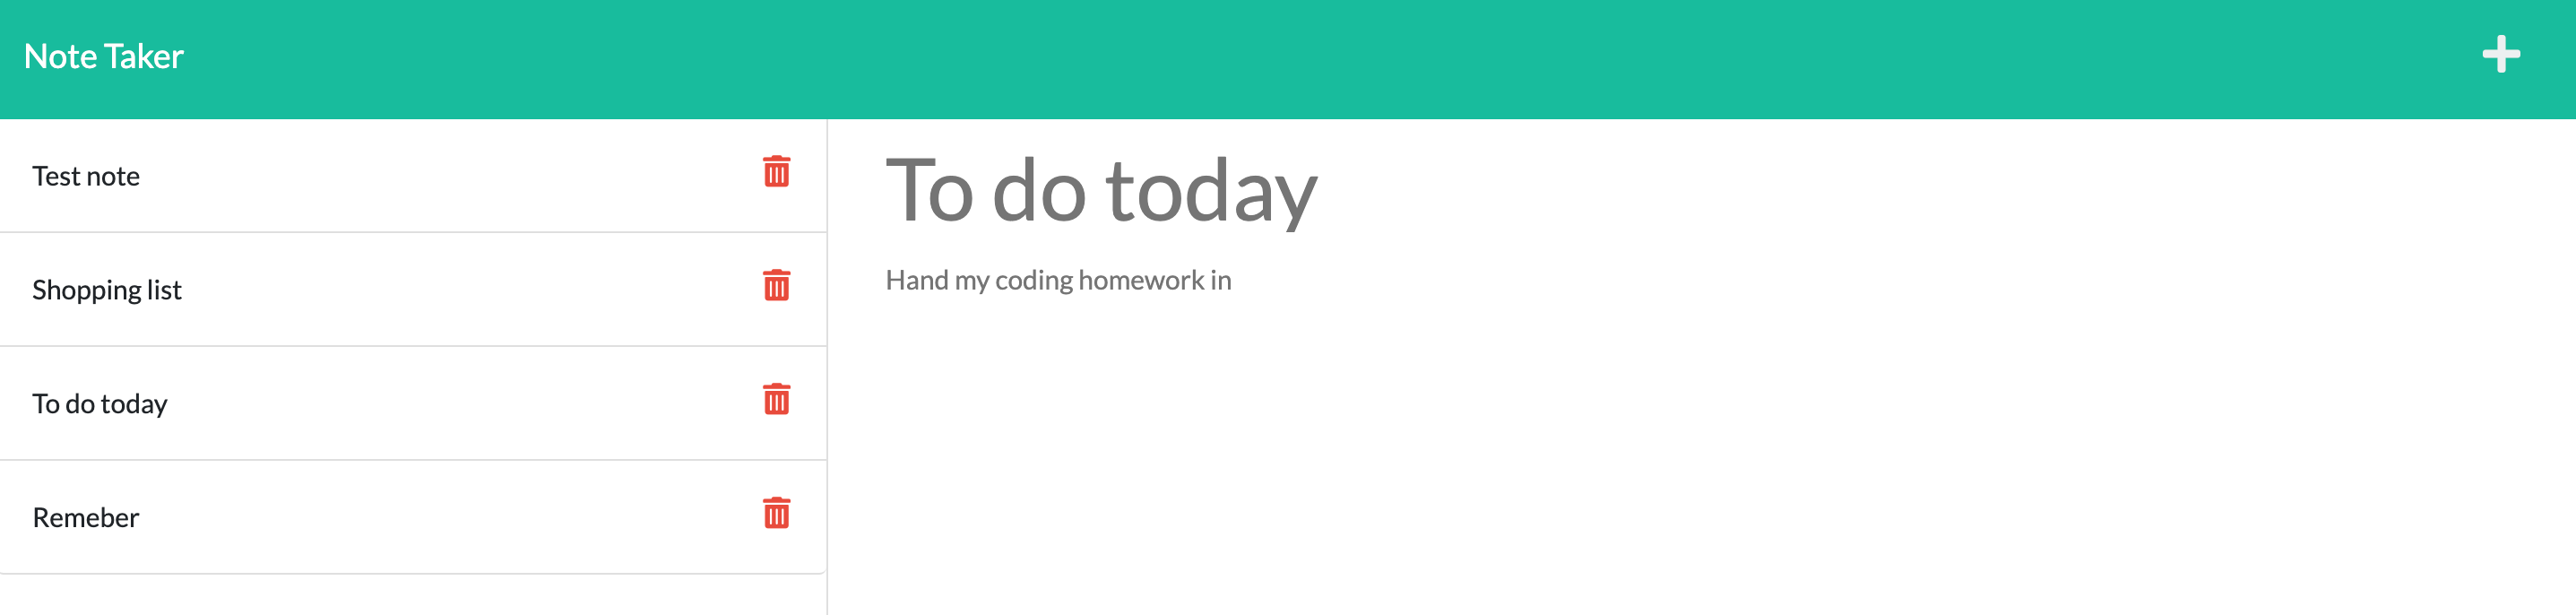 Note Taker
Test note
Shopping list
To do today
Remeber
To do today
Hand my coding homework in